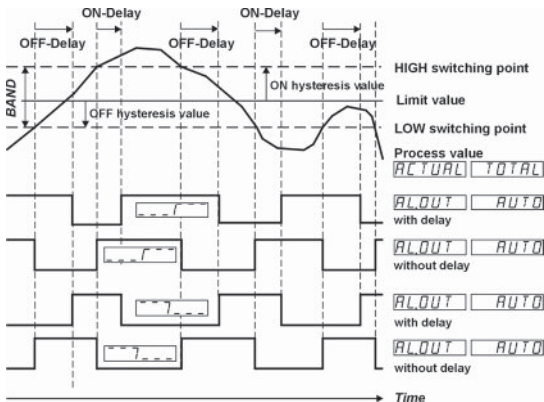 ON-Delay ON-Delay
OFF-Delay OFF-Delay OFF-Delay
HIGH switching point
BAND
ON hysteresis value
Limit value
OFF hysteresis value
LOW switching point
Process value
ACTUAL TOTAL
AL.OUT AUTO
with delay
AL.OUT AUTO
without delay
AL.OUT AUTO
with delay
AL.OUT AUTO
without delay
Time